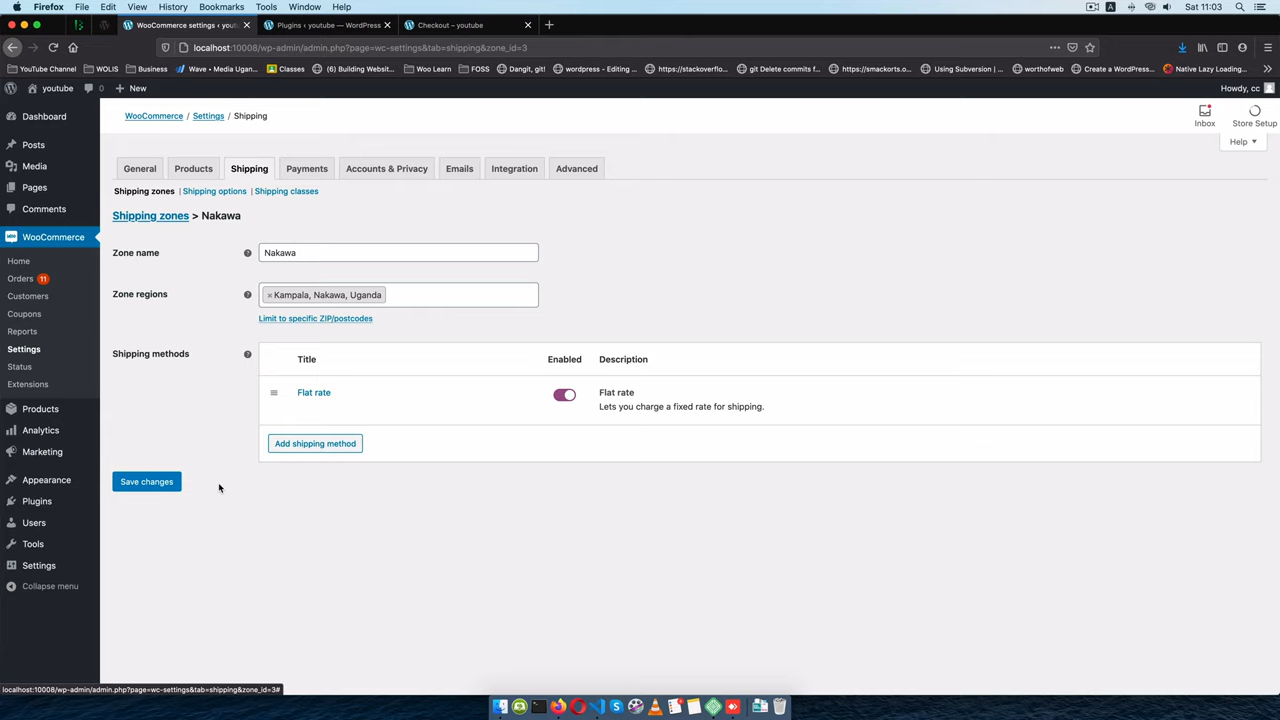 Firefox File Edit View History Bookmarks Tools Window Help Sat 11:03
WooCommerce settings ‹ yout Plugins ‹ youtube — WordPress Checkout – youtube
localhost:10008/wp-admin/admin.php?page=wc-settings&tab=shipping&zone_id=3
YouTube Channel WOLIS Business Wave • Media Ugan... Classes (6) Building Websit... Woo Learn FOSS Dangit, git! wordpress - Editing ... https://stackoverflo... git Delete commits f... https://smackorts.o... Using Subversion | ... worthofweb Create a WordPress... Native Lazy Loading...
youtube 0 New Howdy, cc
WooCommerce / Settings / Shipping
Inbox
Store Setup
Help
Dashboard
Posts
Media
Pages
Comments
WooCommerce
Home
Orders 11
Customers
Coupons
Reports
Settings
Status
Extensions
Products
Analytics
Marketing
Appearance
Plugins
Users
Tools
Settings
Collapse menu
General Products Shipping Payments Accounts & Privacy Emails Integration Advanced
Shipping zones | Shipping options | Shipping classes
Shipping zones > Nakawa
Zone name Nakawa
Zone regions × Kampala, Nakawa, Uganda
Limit to specific ZIP/postcodes
Shipping methods Title Enabled Description
Flat rate Flat rate
Lets you charge a fixed rate for shipping.
Add shipping method
Save changes
localhost:10008/wp-admin/admin.php?page=wc-settings&tab=shipping&zone_id=3#